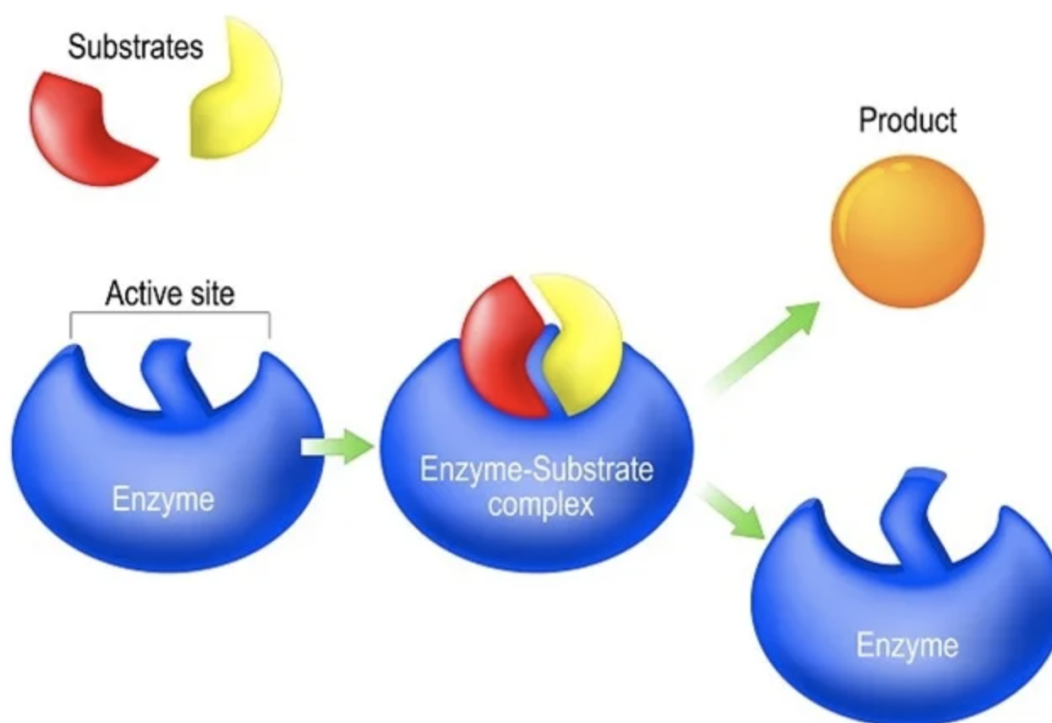 Substrates
Product
Active site
Enzyme
Enzyme-Substrate
complex
Enzyme